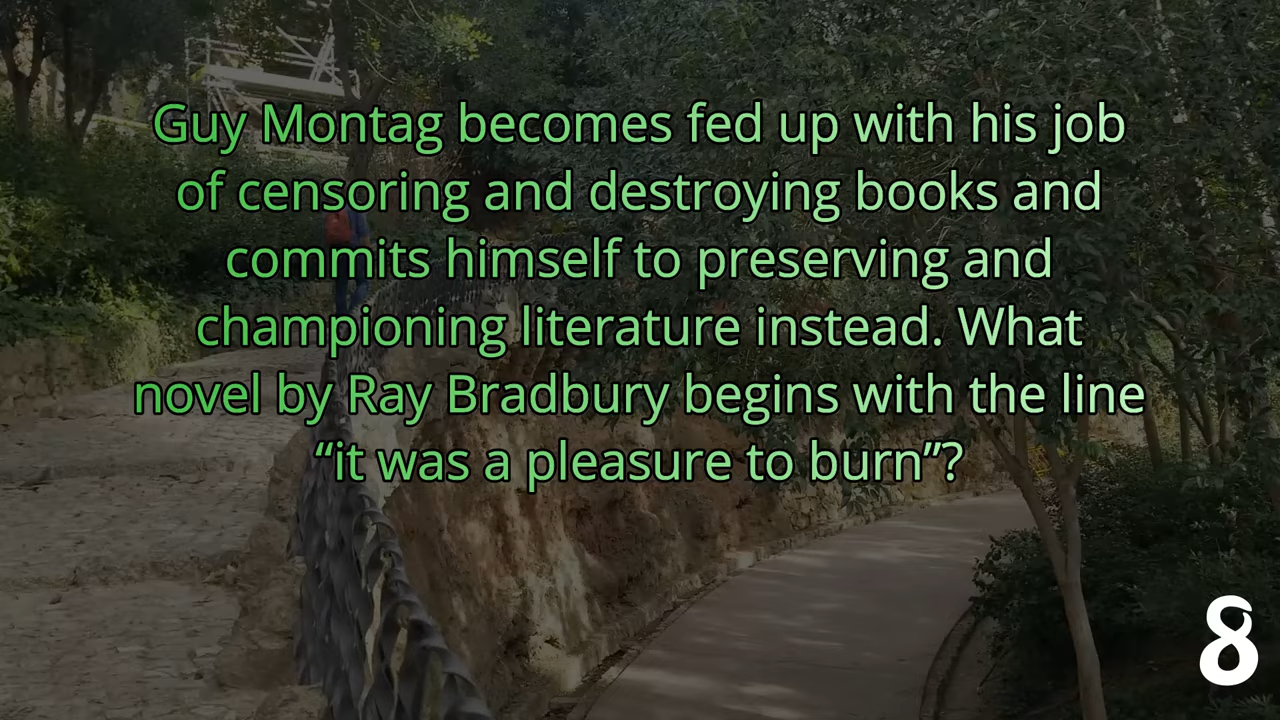 Guy Montag becomes fed up with his job
of censoring and destroying books and
commits himself to preserving and
championing literature instead. What
novel by Ray Bradbury begins with the line
“it was a pleasure to burn”?
8